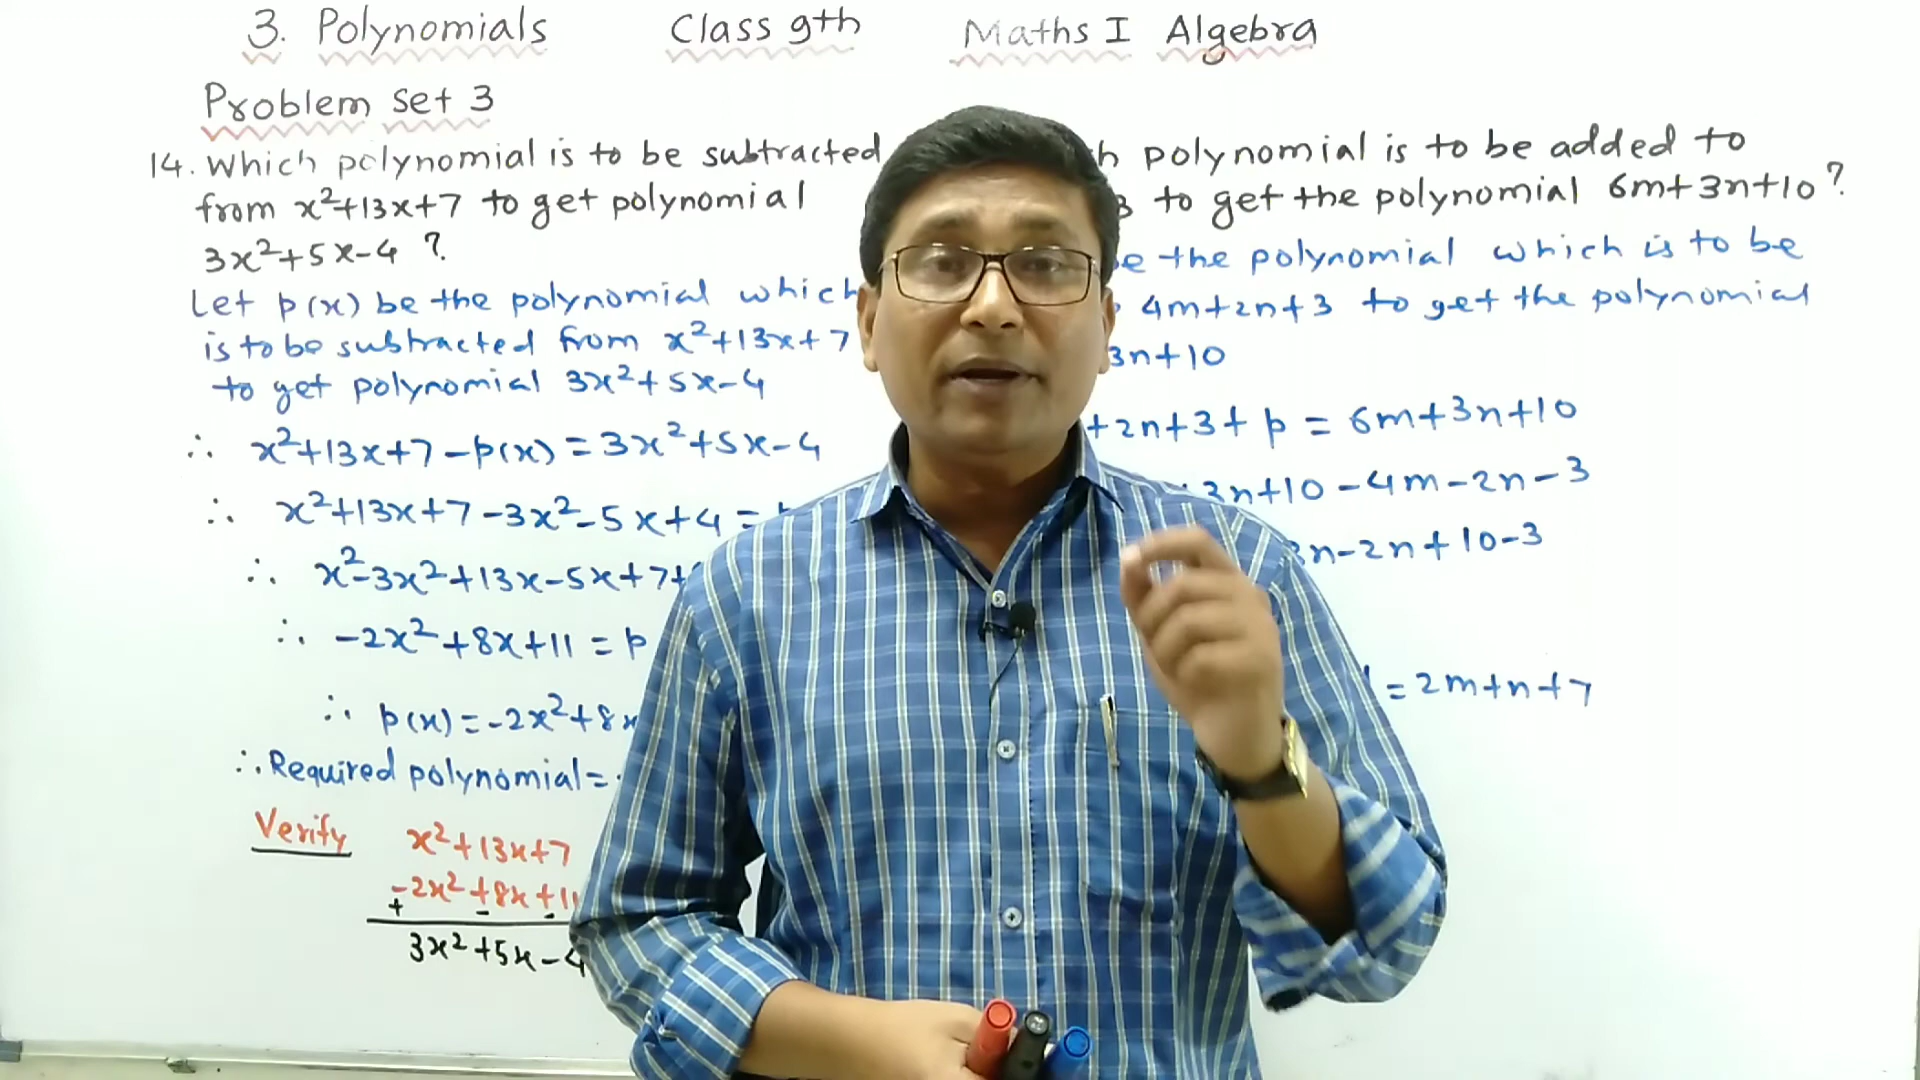 3. Polynomials Class 9th Maths I Algebra
Problem set 3
14. Which polynomial is to be subtracted
from x²+13x+7 to get polynomial
3x²+5x-4 ?
Let p(x) be the polynomial which
is to be subtracted from x²+13x+7
to get polynomial 3x²+5x-4
∴ x²+13x+7-p(x)=3x²+5x-4
∴ x²+13x+7-3x²-5x+4=
∴ x²-3x²+13x-5x+7+
∴ -2x²+8x+11=p
∴ p(x)=-2x²+8x
∴ Required polynomial=
Verify
x²+13x+7
-2x²+8x+11
+ - -
3x²+5x-4
polynomial is to be added to
3 to get the polynomial 6m+3n+10 ?
the polynomial which is to be
4m+2n+3 to get the polynomial
3n+10
+2n+3+p=6m+3n+10
3n+10-4m-2n-3
3n-2n+10-3
=2m+n+7